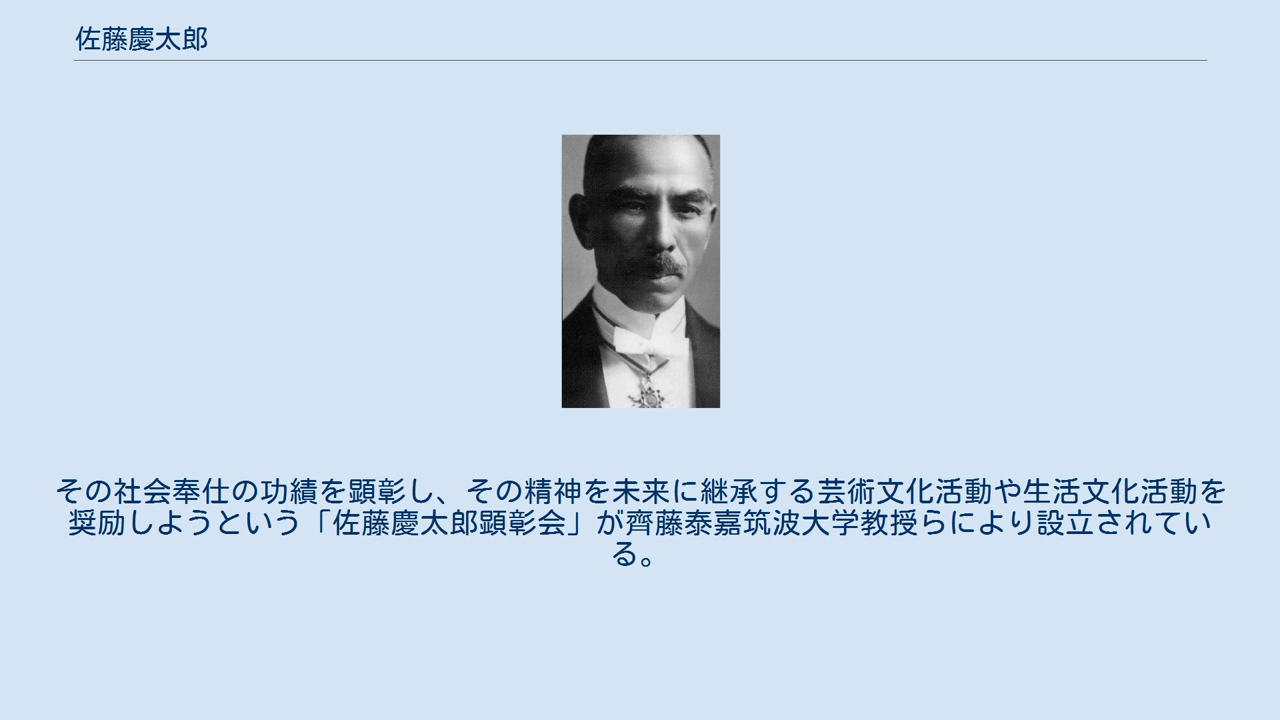 佐藤慶太郎
その社会奉仕の功績を顕彰し、その精神を未来に継承する芸術文化活動や生活文化活動を
奨励しようという「佐藤慶太郎顕彰会」が齊藤泰嘉筑波大学教授らにより設立されてい
る。